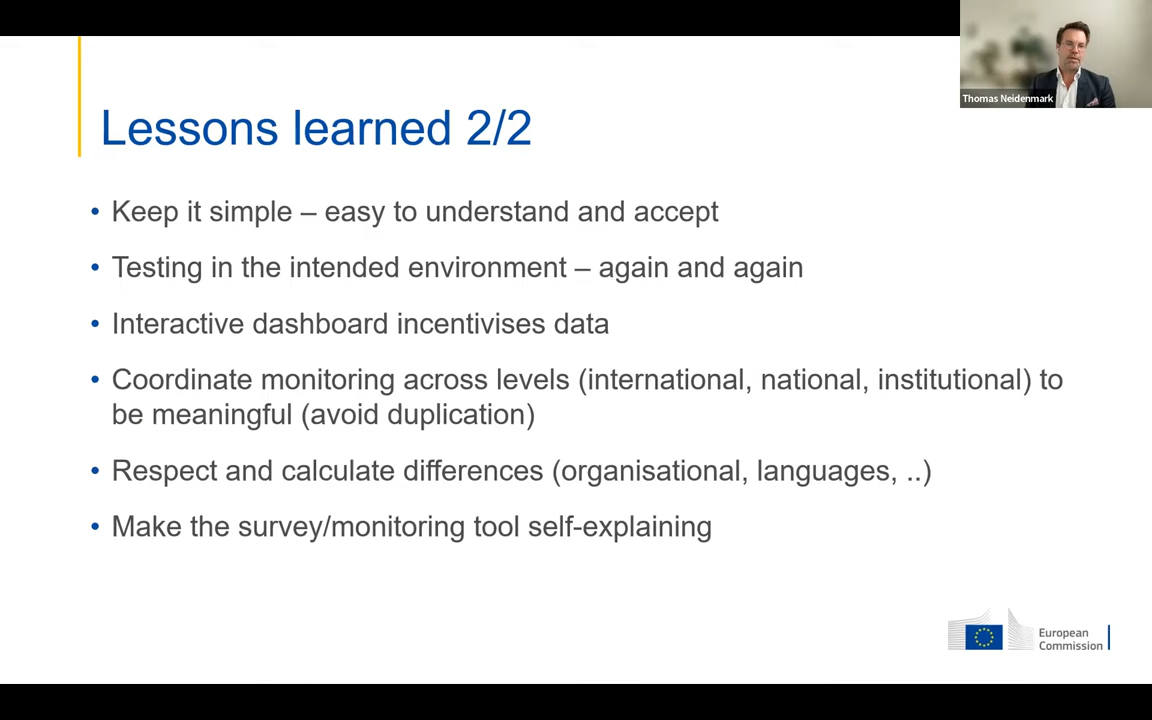 Thomas Neidenmark
Lessons learned 2/2
• Keep it simple – easy to understand and accept
• Testing in the intended environment – again and again
• Interactive dashboard incentivises data
• Coordinate monitoring across levels (international, national, institutional) to
be meaningful (avoid duplication)
• Respect and calculate differences (organisational, languages, ..)
• Make the survey/monitoring tool self-explaining
European
Commission